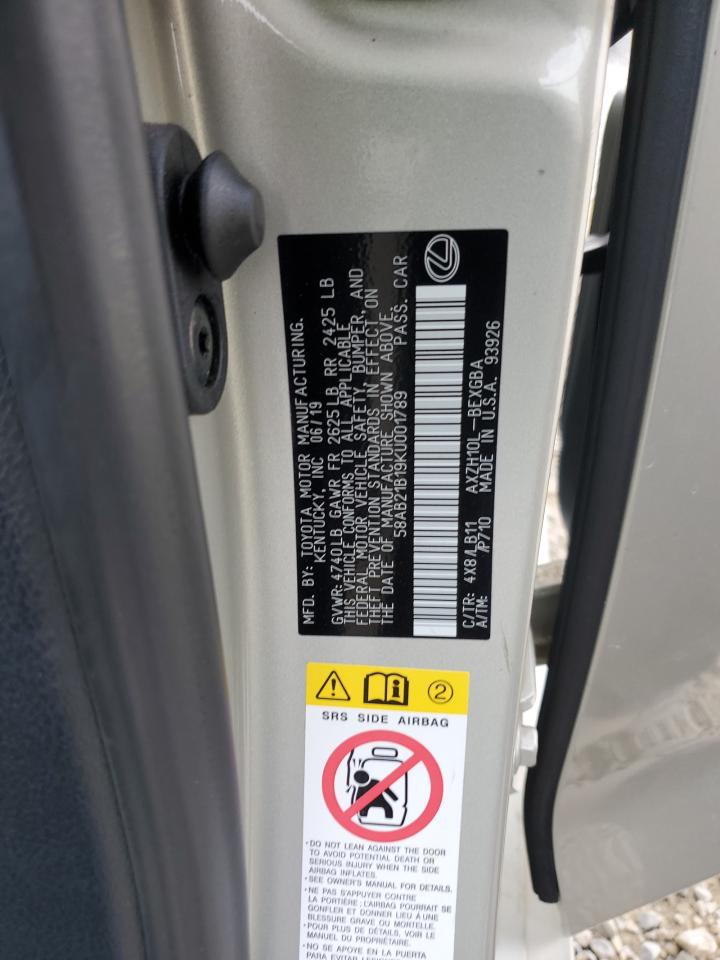 MFD. BY: TOYOTA MOTOR MANUFACTURING.
KENTUCKY, INC 06/19
GVWR: 4740 LB GAWR FR 2625 LB RR 2425 LB
THIS VEHICLE CONFORMS TO ALL APPLICABLE
FEDERAL MOTOR VEHICLE SAFETY, BUMPER, AND
THEFT PREVENTION STANDARDS IN EFFECT ON
THE DATE OF MANUFACTURE SHOWN ABOVE.
58AB21B19KU001789 PASS. CAR
C/TR: 4X8/LB11 AXZH10L-BEXGBA
A/TM: /P710 MADE IN U.S.A. 93926
2
SRS SIDE AIRBAG
·DO NOT LEAN AGAINST THE DOOR
TO AVOID POTENTIAL DEATH OR
SERIOUS INJURY WHEN THE SIDE
AIRBAG INFLATES.
·SEE OWNER'S MANUAL FOR DETAILS.
·NE PAS S'APPUYER CONTRE
LA PORTIÈRE ; L'AIRBAG POURRAIT SE
GONFLER ET DONNER LIEU À UNE
BLESSURE GRAVE OU MORTELLE.
·POUR PLUS DE DÉTAILS, VOIR LE
MANUEL DU PROPRIÉTAIRE.
·NO SE APOYE EN LA PUERTA
PARA EVITAR